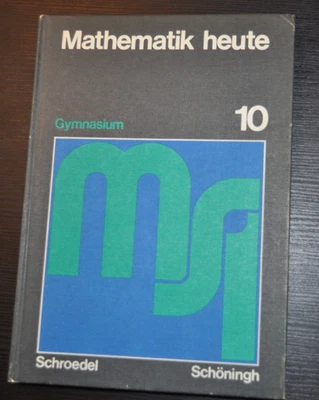 Mathematik heute
Gymnasium 10
Schroedel Schöningh